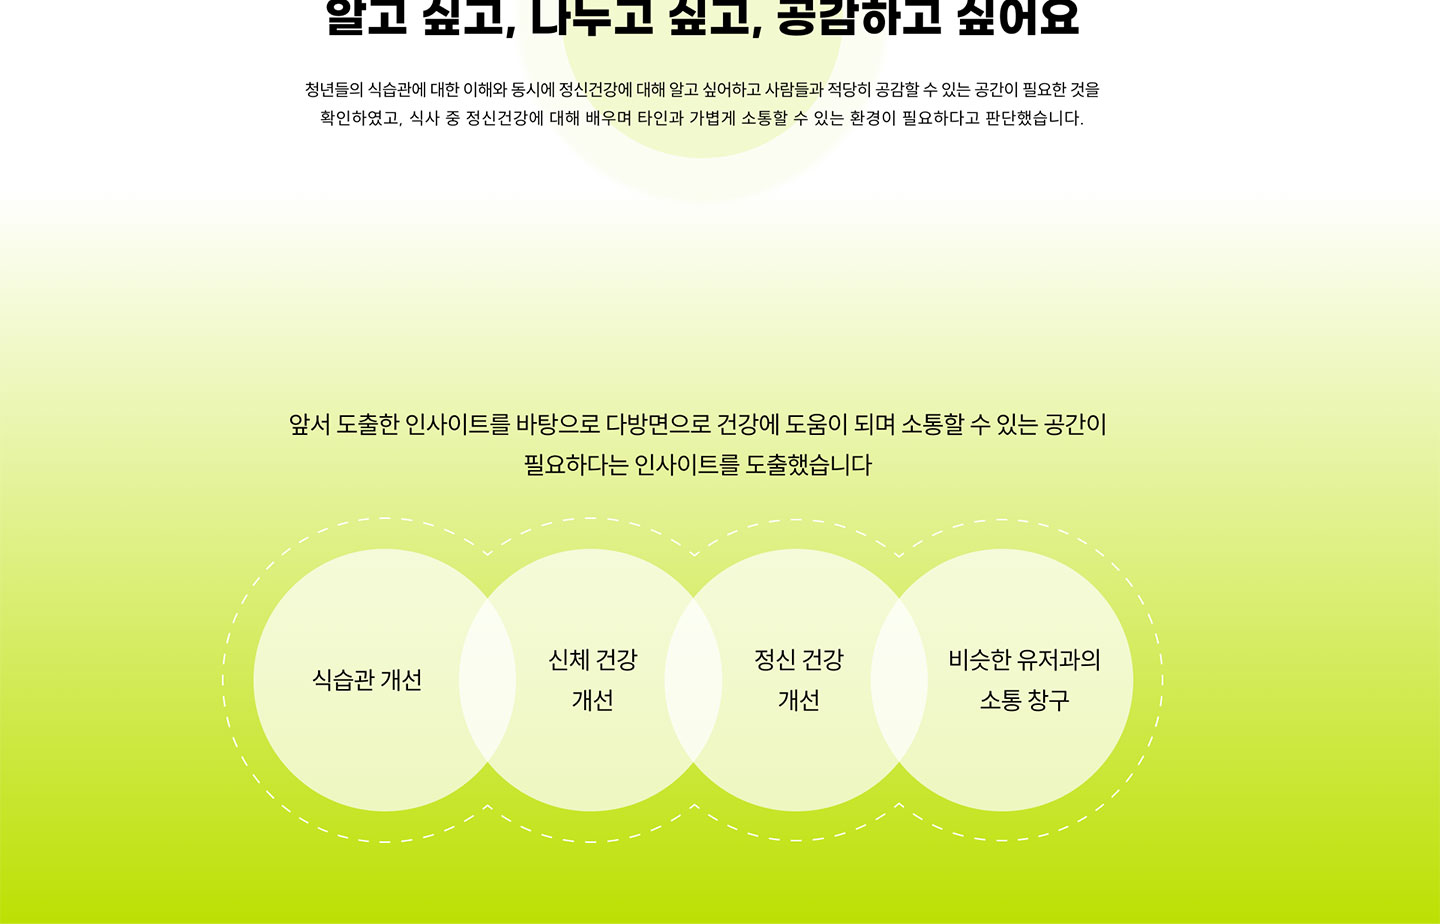 알고 싶고, 나누고 싶고, 공감하고 싶어요
청년들의 식습관에 대한 이해와 동시에 정신건강에 대해 알고 싶어하고 사람들과 적당히 공감할 수 있는 공간이 필요한 것을
확인하였고, 식사 중 정신건강에 대해 배우며 타인과 가볍게 소통할 수 있는 환경이 필요하다고 판단했습니다.
앞서 도출한 인사이트를 바탕으로 다방면으로 건강에 도움이 되며 소통할 수 있는 공간이
필요하다는 인사이트를 도출했습니다
식습관 개선
신체 건강
개선
정신 건강
개선
비슷한 유저과의
소통 창구